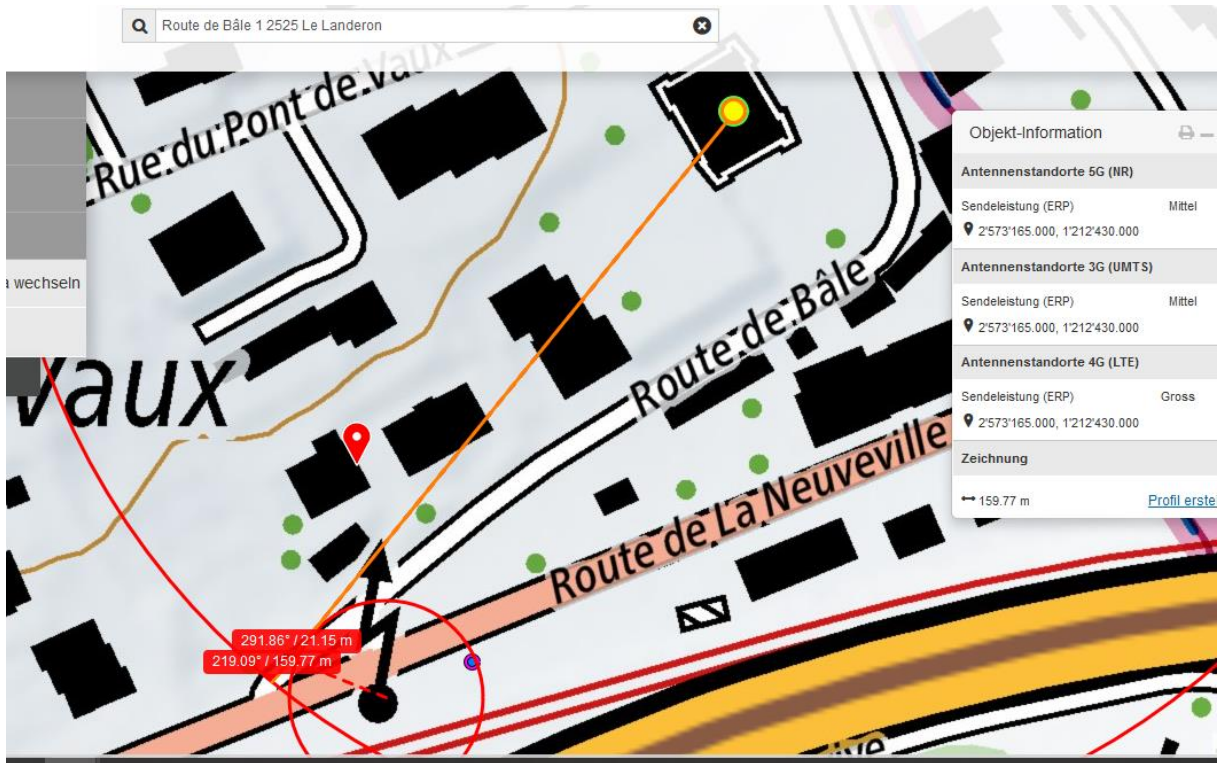 Route de Bâle 1 2525 Le Landeron
Rue du Pont de Vaux
a wechseln
Vaux
Route de Bâle
Route de La Neuveville
291.86° / 21.15 m
219.09° / 159.77 m
Objekt-Information
Antennenstandorte 5G (NR)
Sendeleistung (ERP) Mittel
2'573'165.000, 1'212'430.000
Antennenstandorte 3G (UMTS)
Sendeleistung (ERP) Mittel
2'573'165.000, 1'212'430.000
Antennenstandorte 4G (LTE)
Sendeleistung (ERP) Gross
2'573'165.000, 1'212'430.000
Zeichnung
159.77 m Profil erste